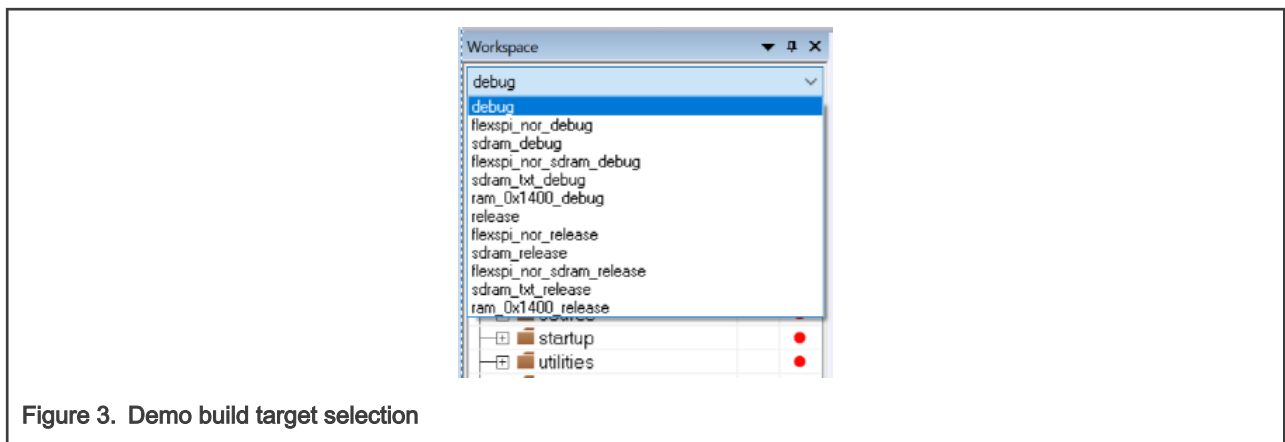 Workspace
debug
debug
flexspi_nor_debug
sdram_debug
flexspi_nor_sdram_debug
sdram_txt_debug
ram_0x1400_debug
release
flexspi_nor_release
sdram_release
flexspi_nor_sdram_release
sdram_txt_release
ram_0x1400_release
startup
utilities
Figure 3. Demo build target selection